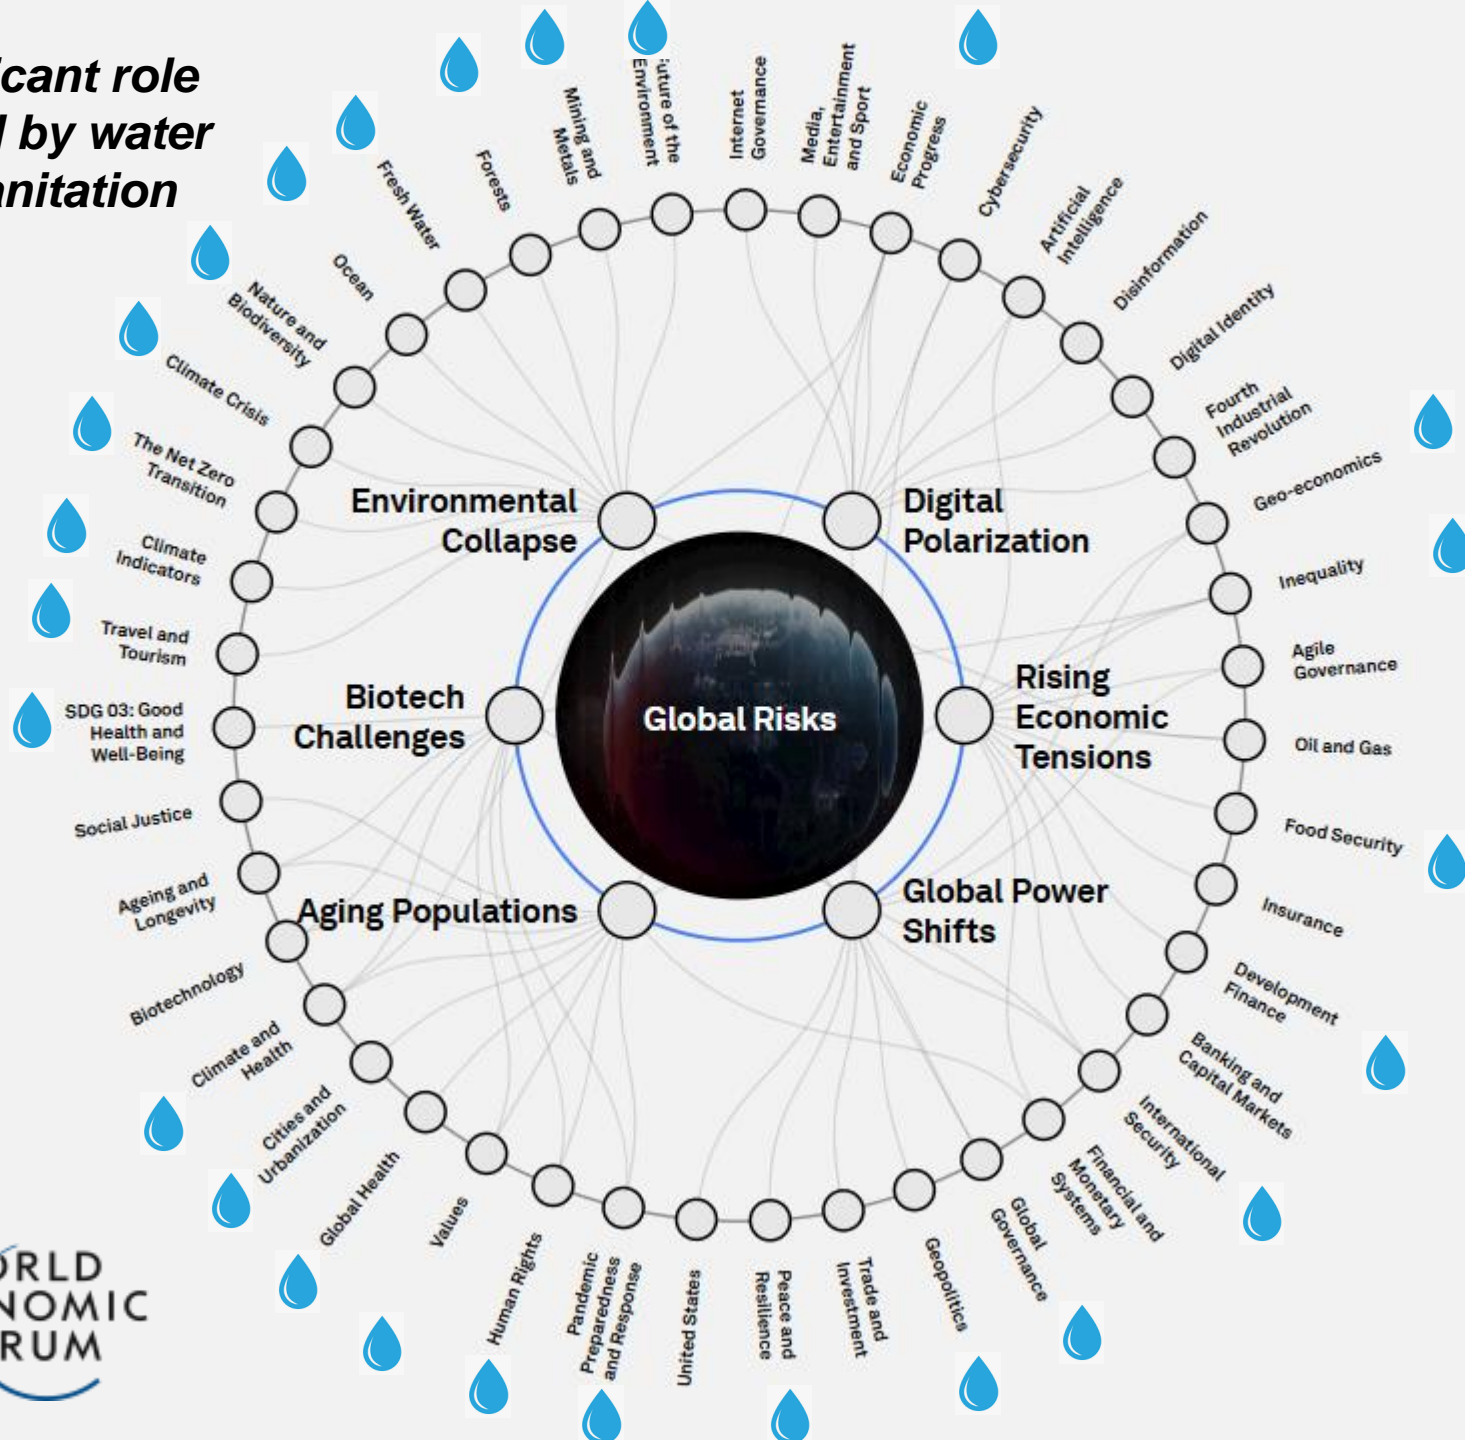 cant role
by water
anitation
Future of the
Environment
Internet
Governance
Media,
Entertainment
and Sport
Economic
Progress
Cybersecurity
Artificial
Intelligence
Disinformation
Digital Identity
Fourth
Industrial
Revolution
Geo-economics
Inequality
Agile
Governance
Oil and Gas
Food Security
Insurance
Development
Finance
Banking and
Capital Markets
International
Security
Financial and
Monetary
Systems
Global
Governance
Geopolitics
Trade and
Investment
Peace and
Resilience
United States
Pandemic
Preparedness
and Response
Human Rights
Values
Global Health
Cities and
Urbanization
Climate and
Health
Biotechnology
Ageing and
Longevity
Social Justice
SDG 03: Good
Health and
Well-Being
Travel and
Tourism
Climate
Indicators
The Net Zero
Transition
Climate Crisis
Nature and
Biodiversity
Ocean
Fresh Water
Forests
Mining and
Metals
Environmental
Collapse
Digital
Polarization
Biotech
Challenges
Global Risks
Rising
Economic
Tensions
Aging Populations
Global Power
Shifts
ORLD
NOMIC
RUM